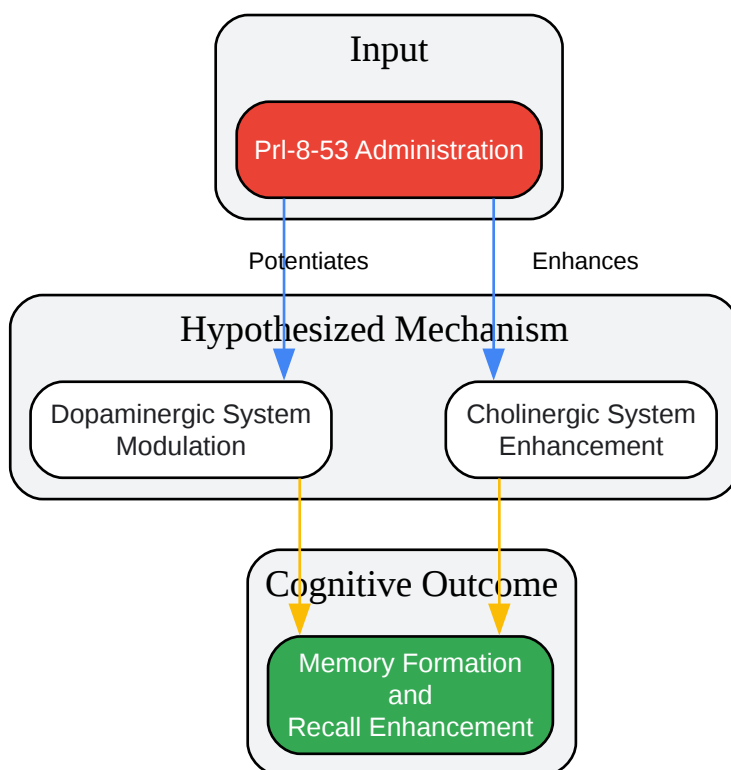 Input
Prl-8-53 Administration
Potentiates
Enhances
Hypothesized Mechanism
Dopaminergic System
Modulation
Cholinergic System
Enhancement
Cognitive Outcome
Memory Formation
and
Recall Enhancement